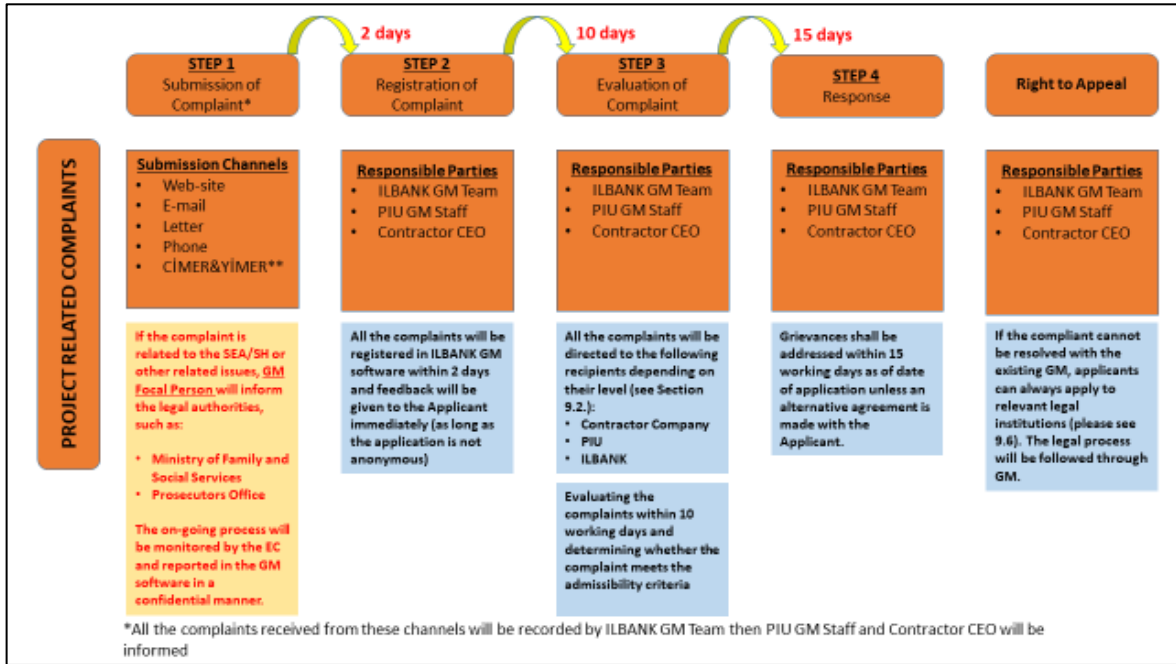 2 days
10 days
15 days
STEP 1
Submission of
Complaint*
STEP 2
Registration of
Complaint
STEP 3
Evaluation of
Complaint
STEP 4
Response
Right to Appeal
PROJECT RELATED COMPLAINTS
Submission Channels
• Web-site
• E-mail
• Letter
• Phone
• CİMER&YİMER**
Responsible Parties
• ILBANK GM Team
• PIU GM Staff
• Contractor CEO
Responsible Parties
• ILBANK GM Team
• PIU GM Staff
• Contractor CEO
Responsible Parties
• ILBANK GM Team
• PIU GM Staff
• Contractor CEO
Responsible Parties
• ILBANK GM Team
• PIU GM Staff
• Contractor CEO
If the complaint is
related to the SEA/SH or
other related issues, GM
Focal Person will inform
the legal authorities,
such as:
• Ministry of Family and
Social Services
• Prosecutors Office
The on-going process will
be monitored by the EC
and reported in the GM
software in a
confidential manner.
All the complaints will be
registered in ILBANK GM
software within 2 days
and feedback will be
given to the Applicant
immediately (as long as
the application is not
anonymous)
All the complaints will be
directed to the following
recipients depending on
their level (see Section
9.2.):
• Contractor Company
• PIU
• ILBANK
Evaluating the
complaints within 10
working days and
determining whether the
complaint meets the
admissibility criteria
Grievances shall be
addressed within 15
working days as of date
of application unless an
alternative agreement is
made with the
Applicant.
If the compliant cannot
be resolved with the
existing GM, applicants
can always apply to
relevant legal
institutions (please see
9.6). The legal process
will be followed through
GM.
*All the complaints received from these channels will be recorded by ILBANK GM Team then PIU GM Staff and Contractor CEO will be
informed